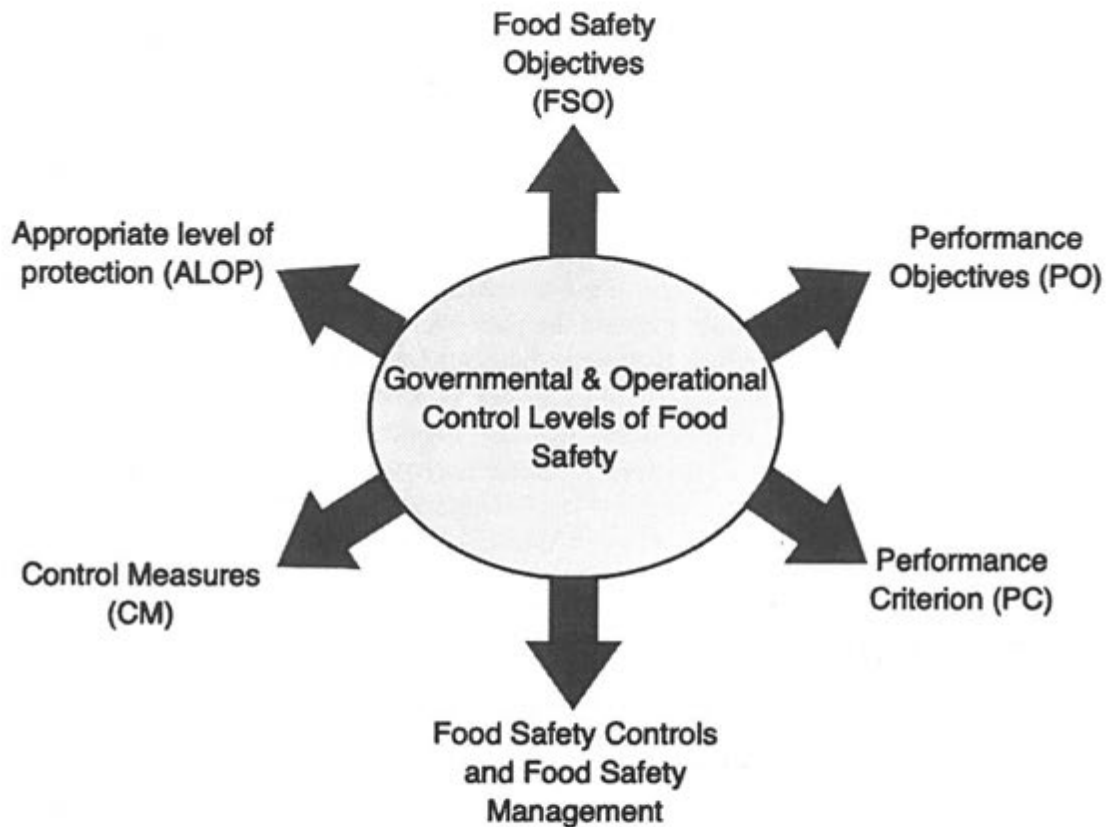 Food Safety
Objectives
(FSO)
Appropriate level of
protection (ALOP)
Performance
Objectives (PO)
Governmental & Operational
Control Levels of Food
Safety
Control Measures
(CM)
Performance
Criterion (PC)
Food Safety Controls
and Food Safety
Management